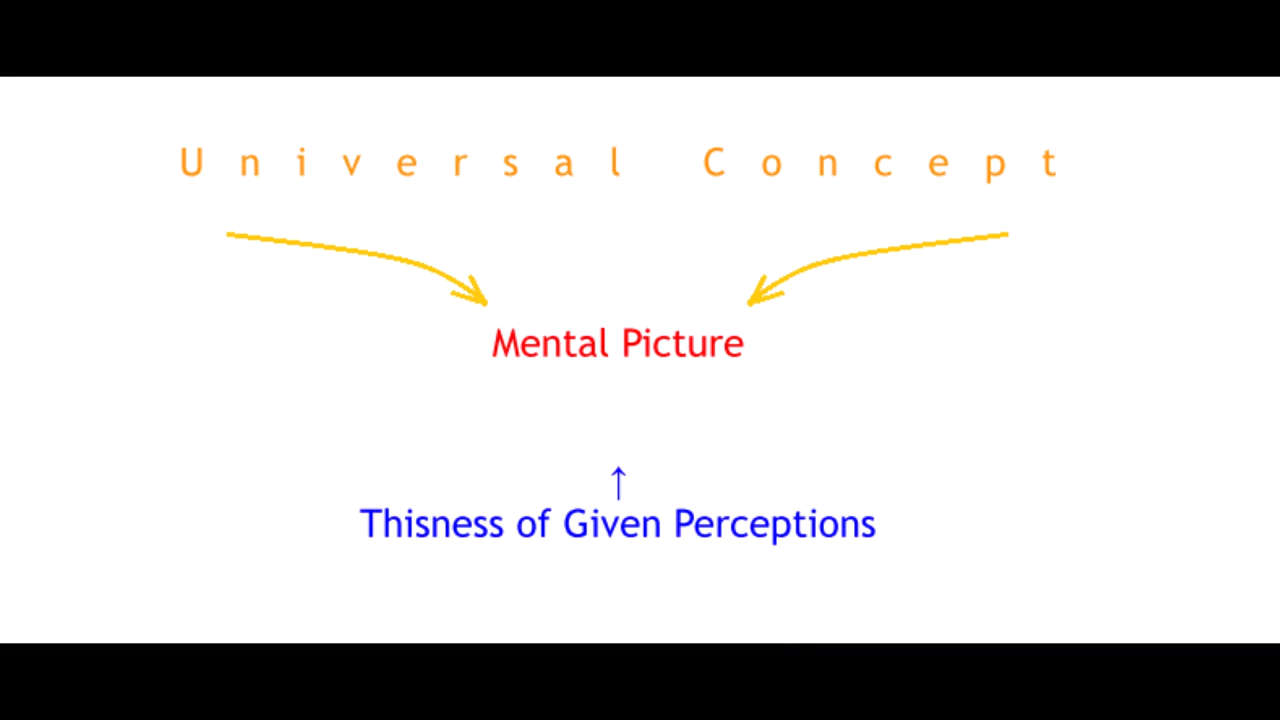 Universal Concept
Mental Picture
↑
Thisness of Given Perceptions